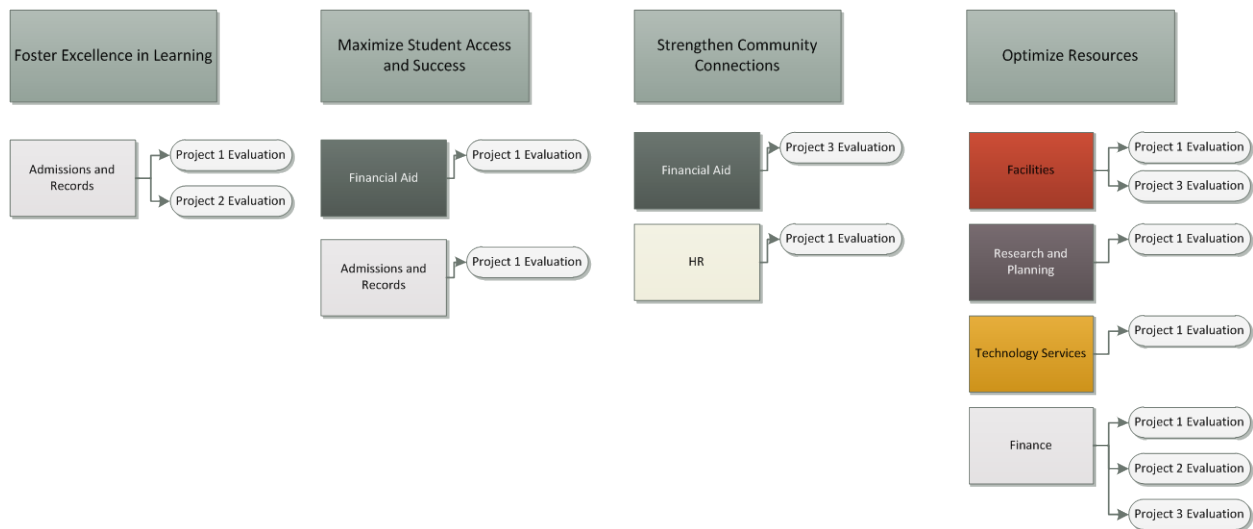 Foster Excellence in Learning
Admissions and
Records
Project 1 Evaluation
Project 2 Evaluation
Maximize Student Access
and Success
Financial Aid
Project 1 Evaluation
Admissions and
Records
Project 1 Evaluation
Strengthen Community
Connections
Financial Aid
Project 3 Evaluation
HR
Project 1 Evaluation
Optimize Resources
Facilities
Project 1 Evaluation
Project 3 Evaluation
Research and
Planning
Project 1 Evaluation
Technology Services
Project 1 Evaluation
Finance
Project 1 Evaluation
Project 2 Evaluation
Project 3 Evaluation